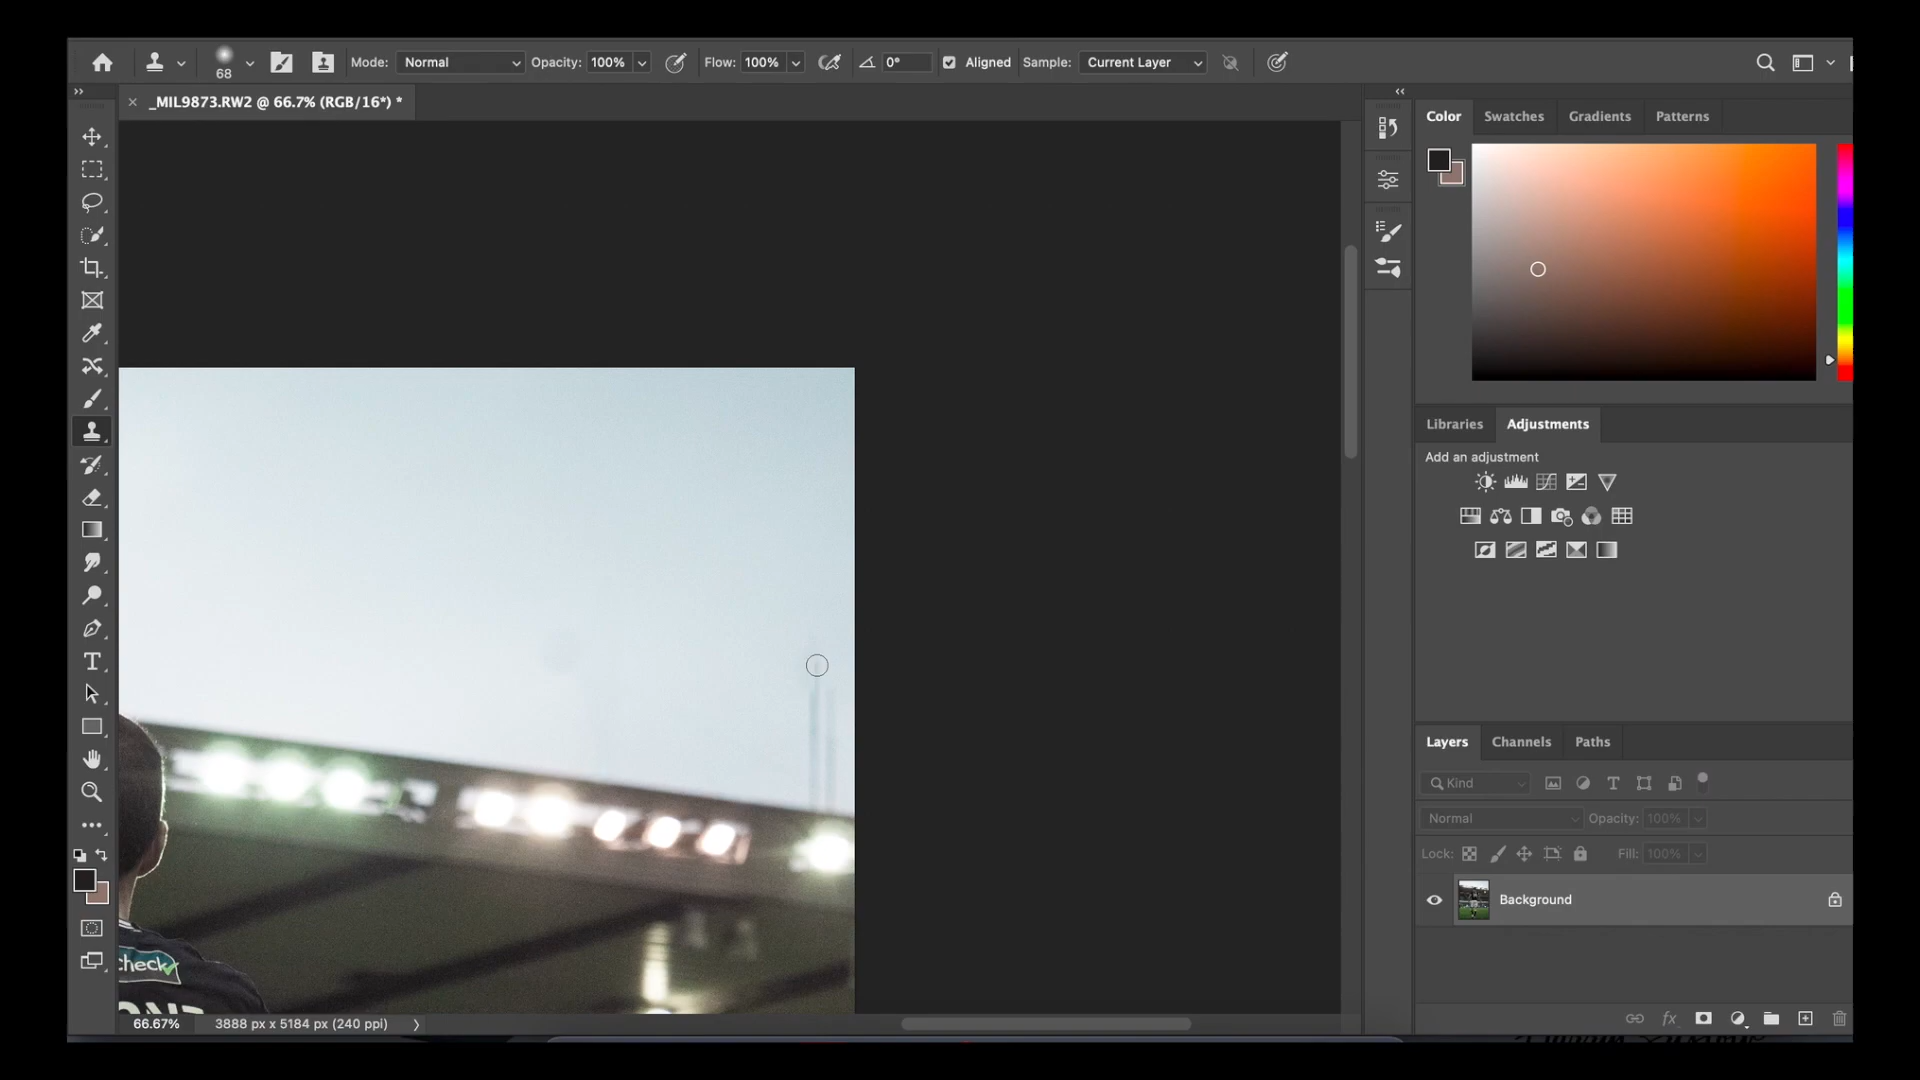 68
Mode: Normal
Opacity: 100%
Flow: 100%
0°
Aligned
Sample: Current Layer
_MIL9873.RW2 @ 66.7% (RGB/16*) *
Color
Swatches
Gradients
Patterns
Libraries
Adjustments
Add an adjustment
Layers
Channels
Paths
Kind
Normal
Opacity: 100%
Lock:
Fill: 100%
Background
check
66.67%
3888 px x 5184 px (240 ppi)
fx